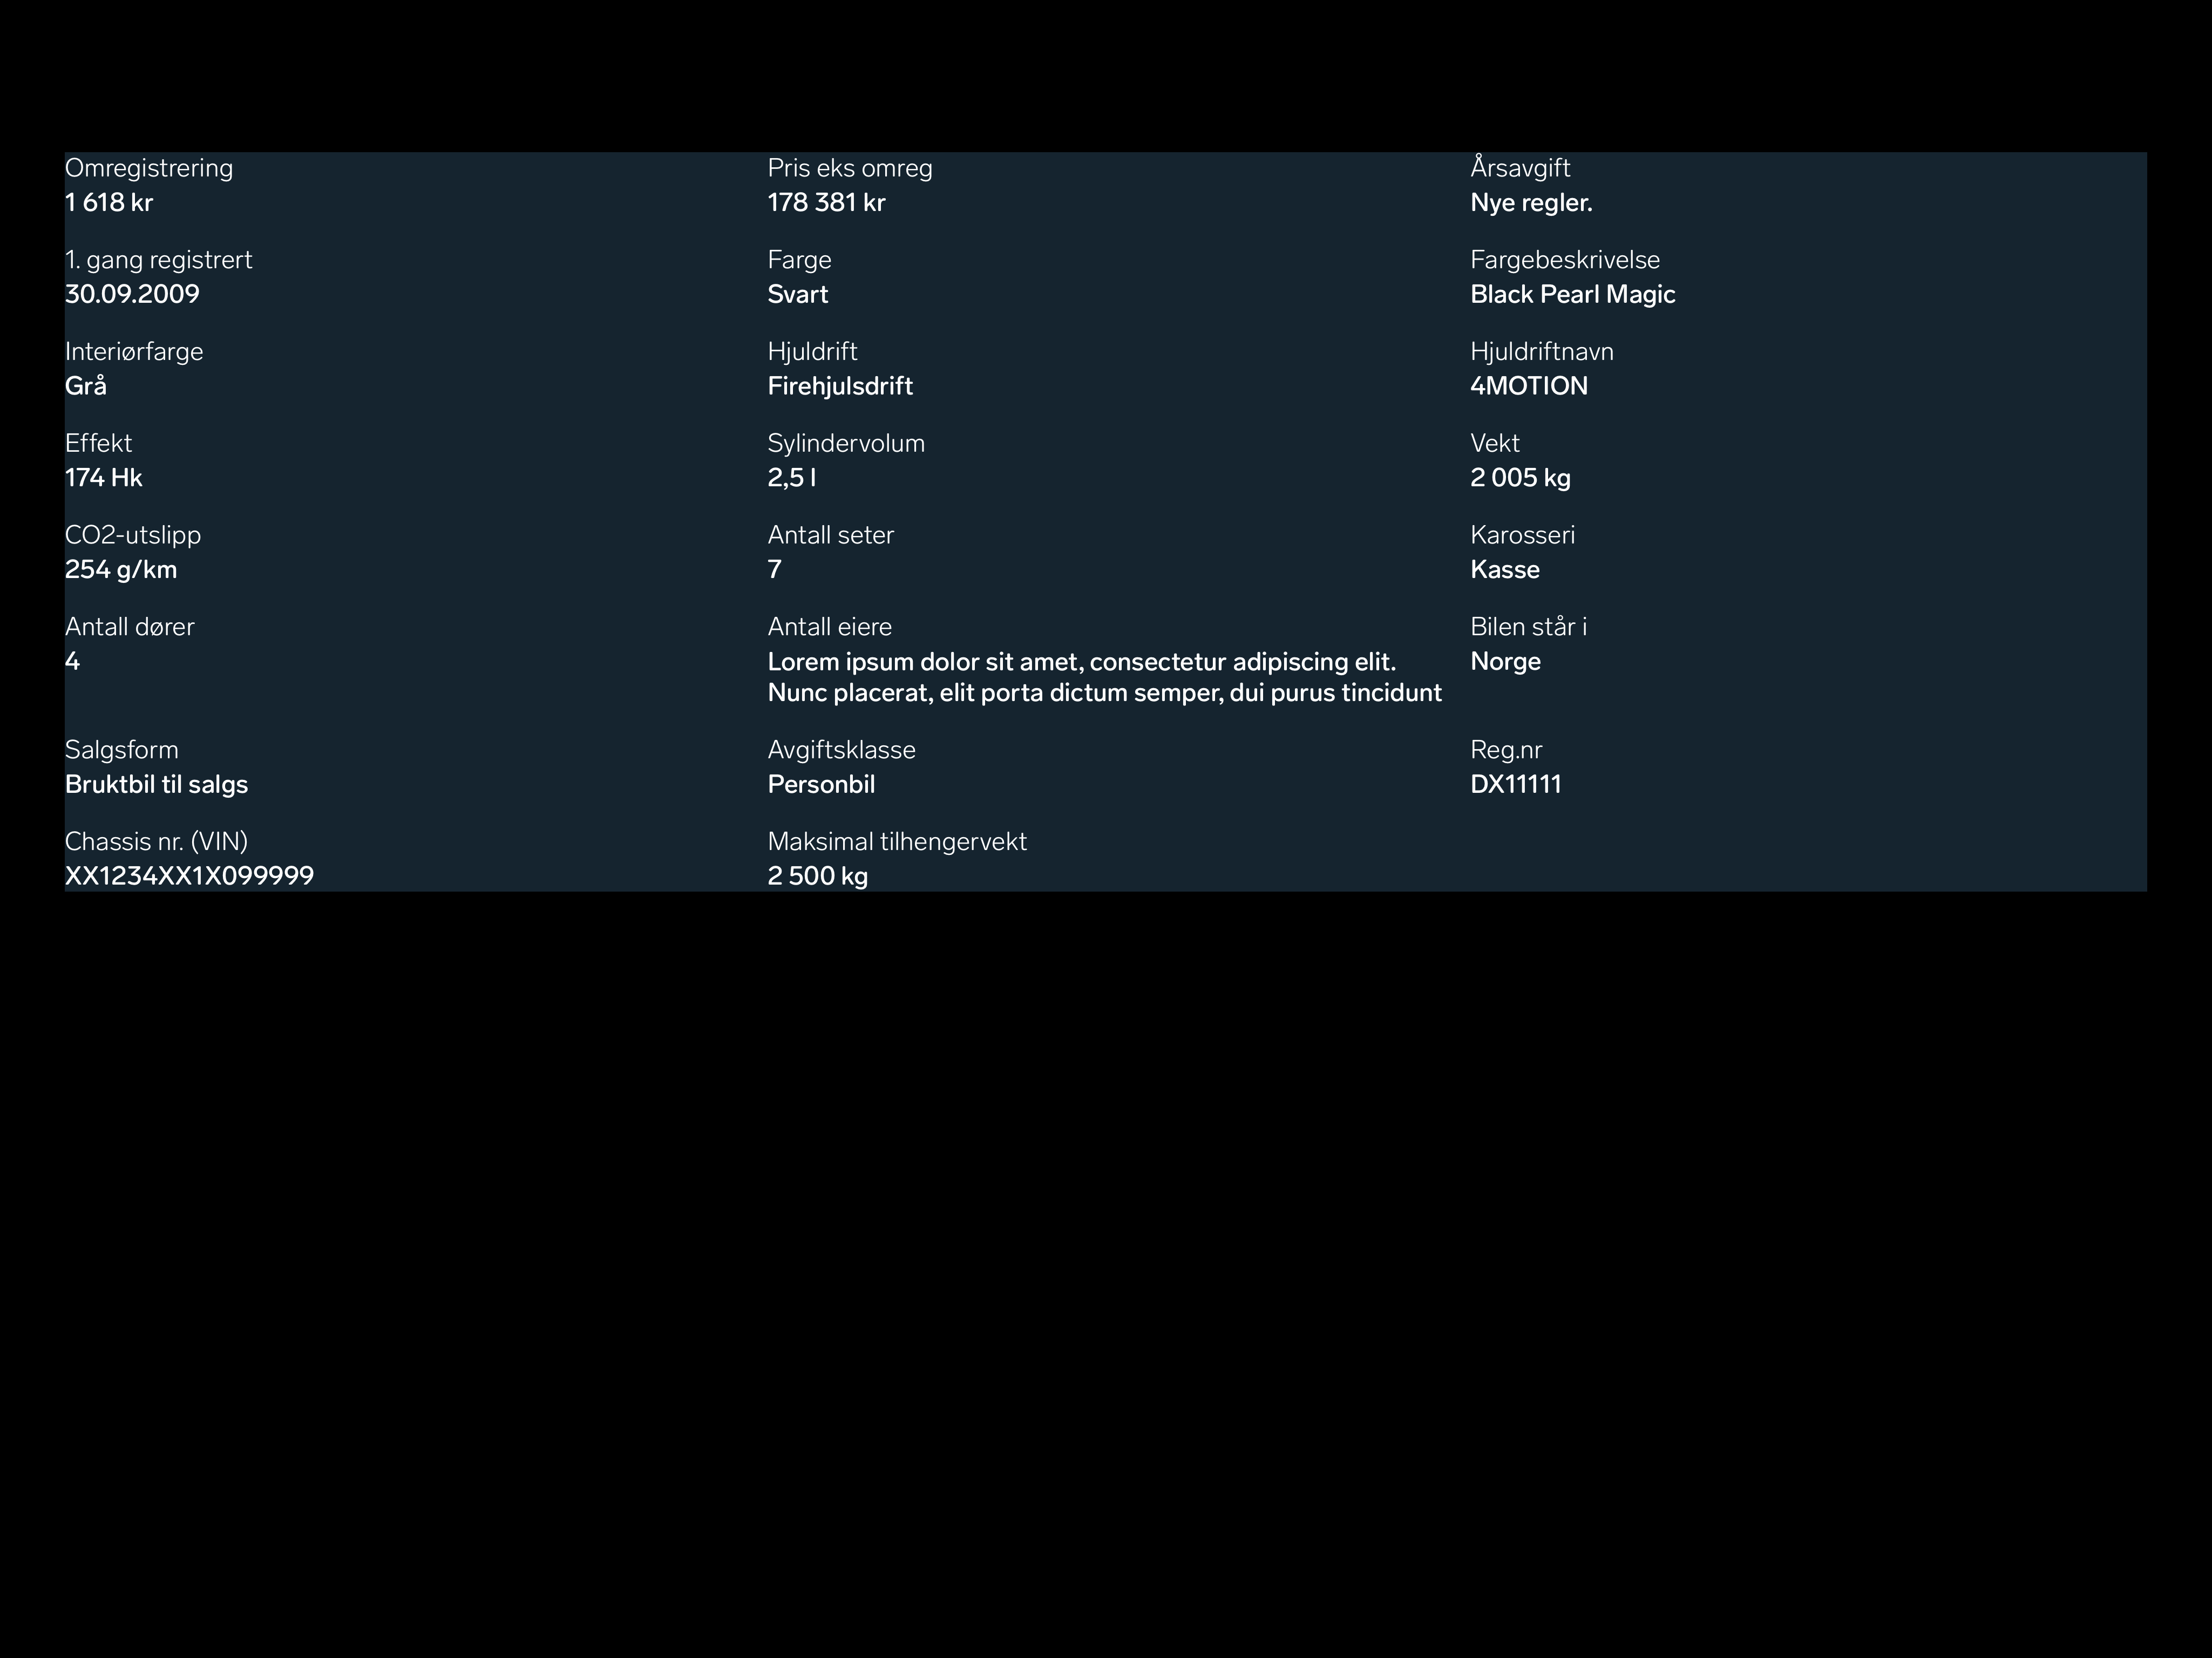 Omregistrering
1 618 kr
Pris eks omreg
178 381 kr
Årsavgift
Nye regler.
1. gang registrert
30.09.2009
Farge
Svart
Fargebeskrivelse
Black Pearl Magic
Interiørfarge
Grå
Hjuldrift
Firehjulsdrift
Hjuldriftnavn
4MOTION
Effekt
174 Hk
Sylindervolum
2,5 l
Vekt
2 005 kg
CO2-utslipp
254 g/km
Antall seter
7
Karosseri
Kasse
Antall dører
4
Antall eiere
Lorem ipsum dolor sit amet, consectetur adipiscing elit.
Nunc placerat, elit porta dictum semper, dui purus tincidunt
Bilen står i
Norge
Salgsform
Bruktbil til salgs
Avgiftsklasse
Personbil
Reg.nr
DX11111
Chassis nr. (VIN)
XX1234XX1X099999
Maksimal tilhengervekt
2 500 kg